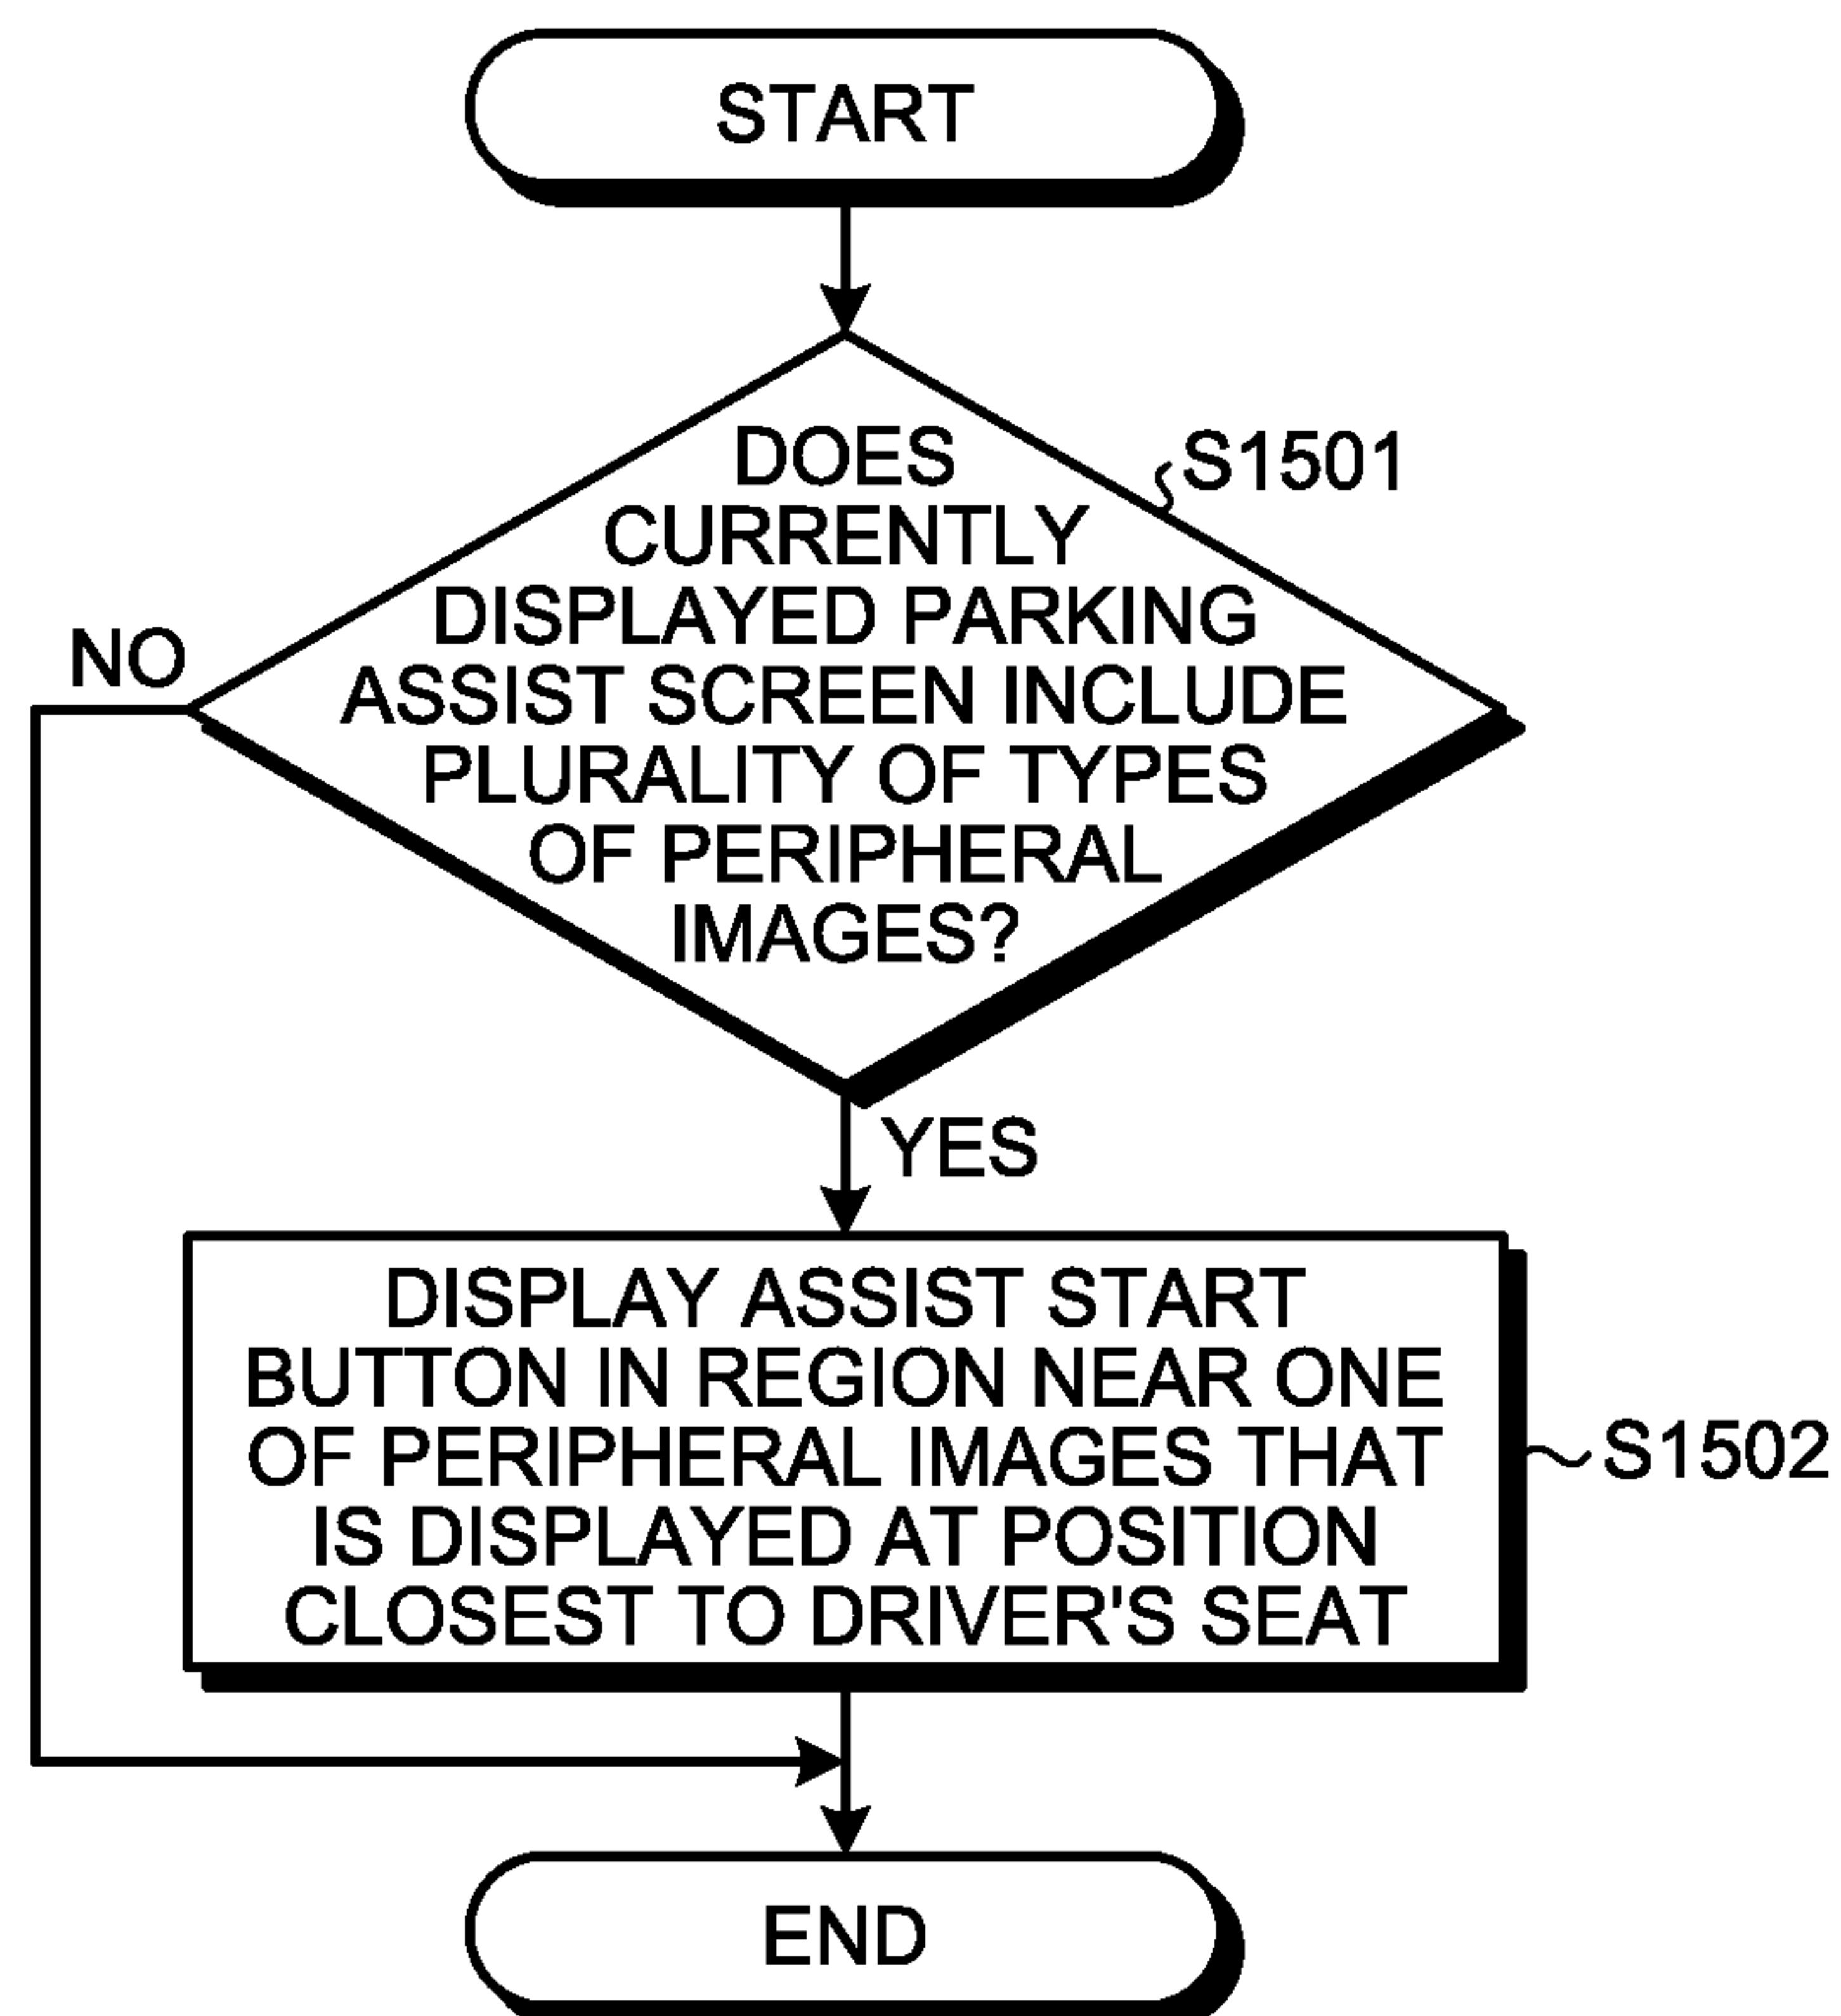 START
DOES
CURRENTLY
DISPLAYED PARKING
ASSIST SCREEN INCLUDE
PLURALITY OF TYPES
OF PERIPHERAL
IMAGES?
S1501
NO
YES
DISPLAY ASSIST START
BUTTON IN REGION NEAR ONE
OF PERIPHERAL IMAGES THAT
IS DISPLAYED AT POSITION
CLOSEST TO DRIVER'S SEAT
S1502
END